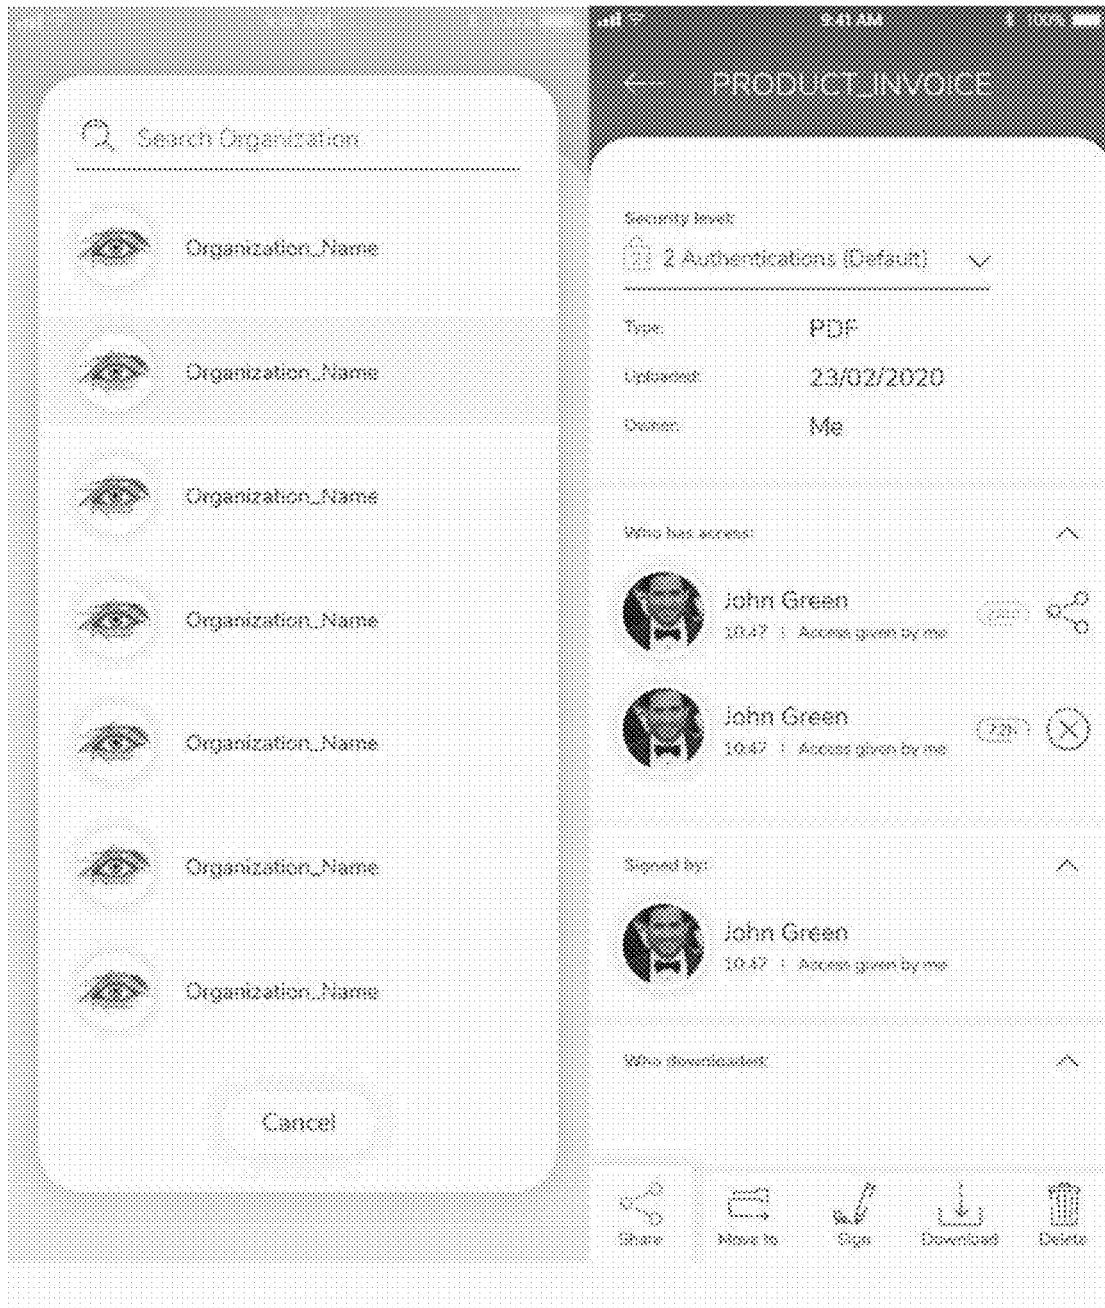 Search Organization
Organization_Name
Organization_Name
Organization_Name
Organization_Name
Organization_Name
Organization_Name
Organization_Name
Cancel
9:41 AM 100%
PRODUCT_INVOICE
Security level:
2 2 Authentications (Default)
Type: PDF
Uploaded: 23/02/2020
Owner: Me
Who has access:
John Green
10:47 | Access given by me
John Green
10:47 | Access given by me
Signed by:
John Green
10:47 | Access given by me
Who downloaded:
Share Move to Sign Download Delete